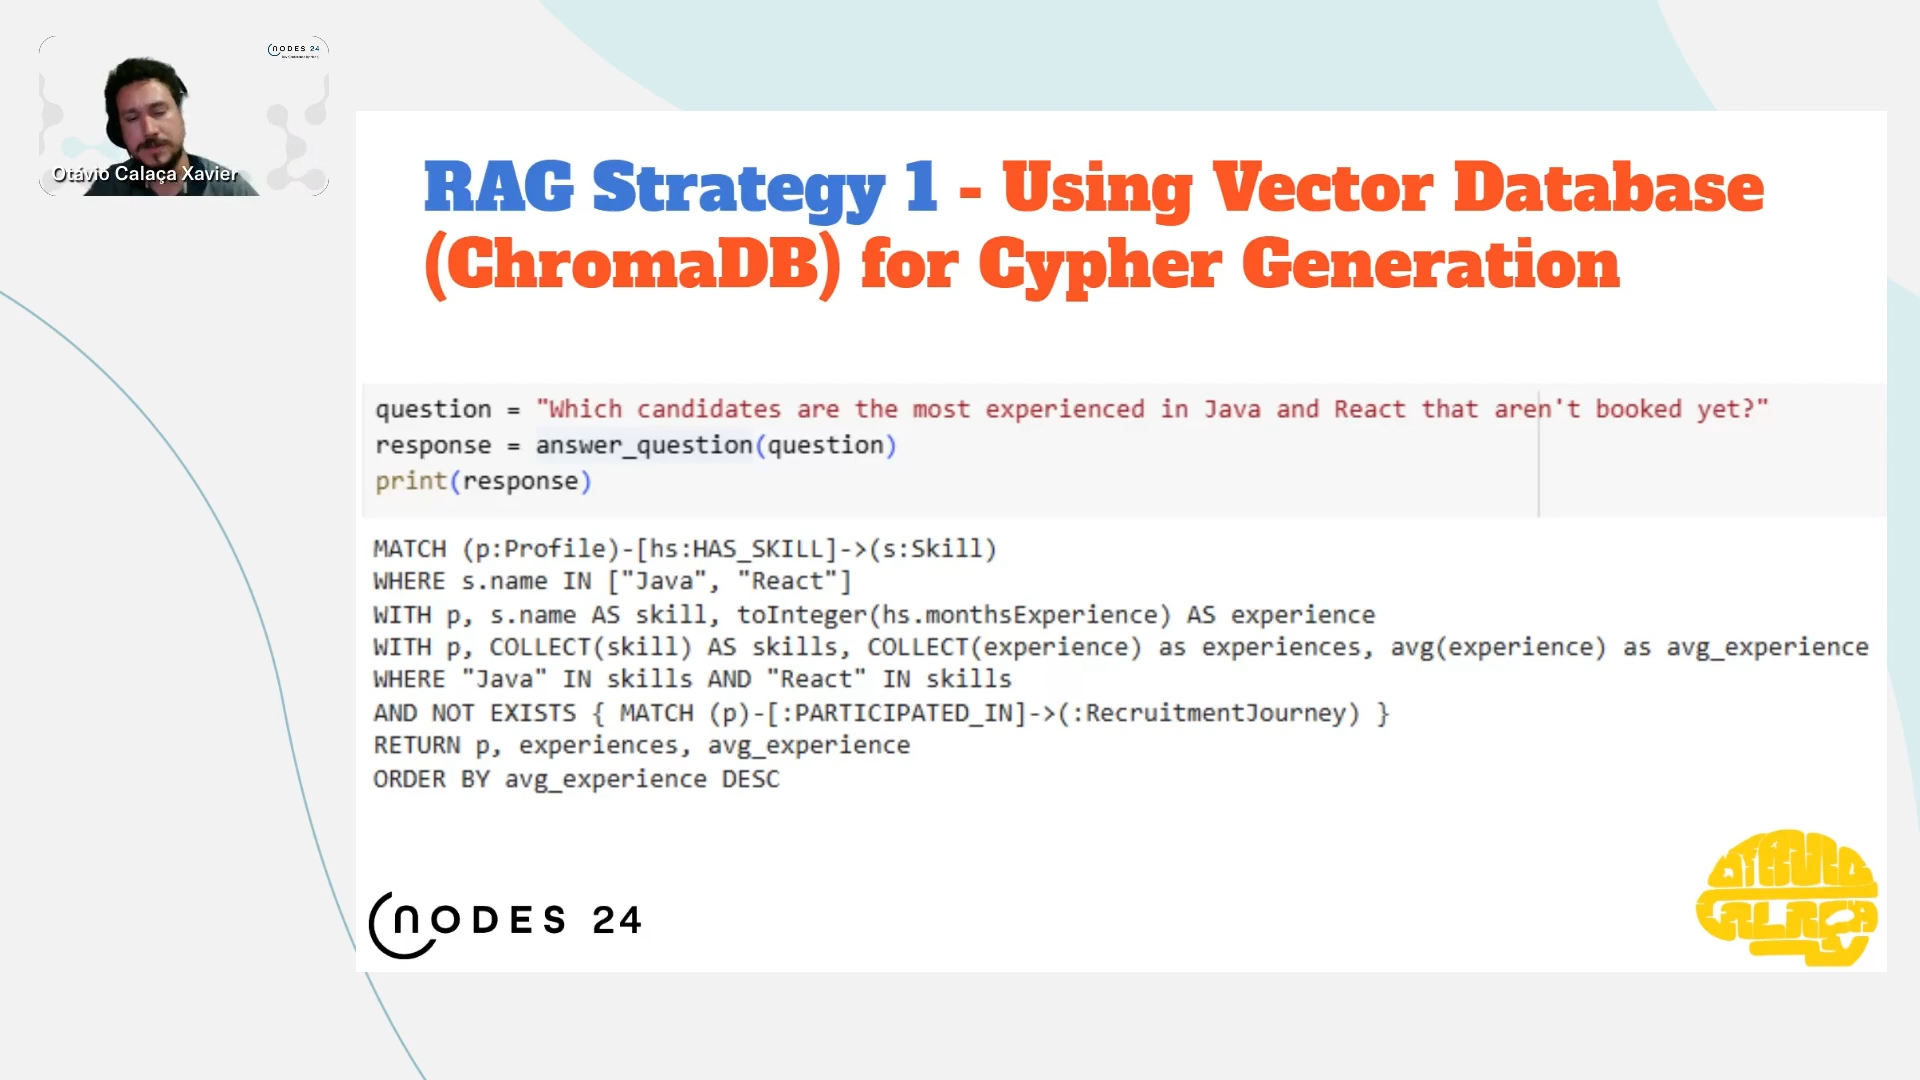 NODES 24
Otávio Calaça Xavier
RAG Strategy 1 - Using Vector Database
(ChromaDB) for Cypher Generation
question = "Which candidates are the most experienced in Java and React that aren't booked yet?"
response = answer_question(question)
print(response)
MATCH (p:Profile)-[hs:HAS_SKILL]->(s:Skill)
WHERE s.name IN ["Java", "React"]
WITH p, s.name AS skill, toInteger(hs.monthsExperience) AS experience
WITH p, COLLECT(skill) AS skills, COLLECT(experience) as experiences, avg(experience) as avg_experience
WHERE "Java" IN skills AND "React" IN skills
AND NOT EXISTS { MATCH (p)-[:PARTICIPATED_IN]->(:RecruitmentJourney) }
RETURN p, experiences, avg_experience
ORDER BY avg_experience DESC
NODES 24
OTÁVIO
CALAÇA